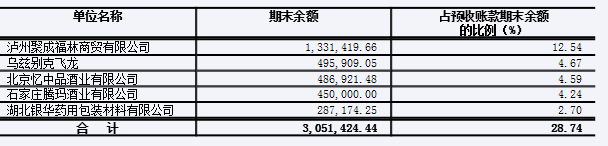 单位名称 期末余额 占预收账款期末余额
的比例（%）
泸州聚成福林商贸有限公司 1,331,419.66 12.54
乌兹别克飞龙 495,909.05 4.67
北京忆中品酒业有限公司 486,921.48 4.59
石家庄腾玛酒业有限公司 450,000.00 4.24
湖北银华药用包装材料有限公司 287,174.25 2.70
合 计 3,051,424.44 28.74